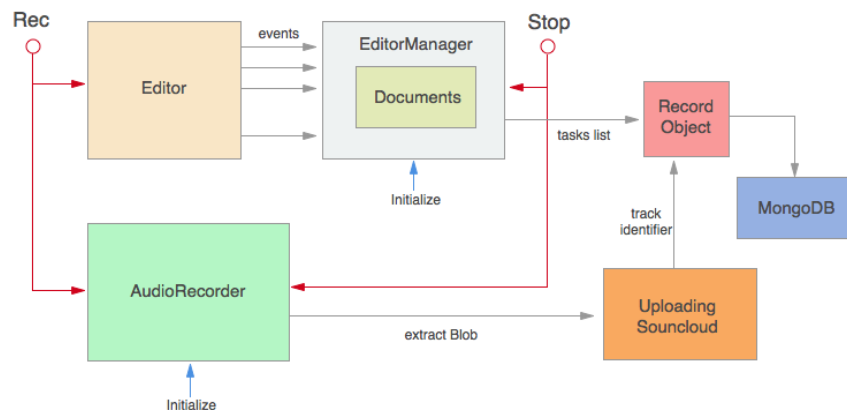 Rec
Stop
events
EditorManager
Editor
Documents
Record
Object
tasks list
Initialize
MongoDB
track
identifier
AudioRecorder
Uploading
Souncloud
extract Blob
Initialize